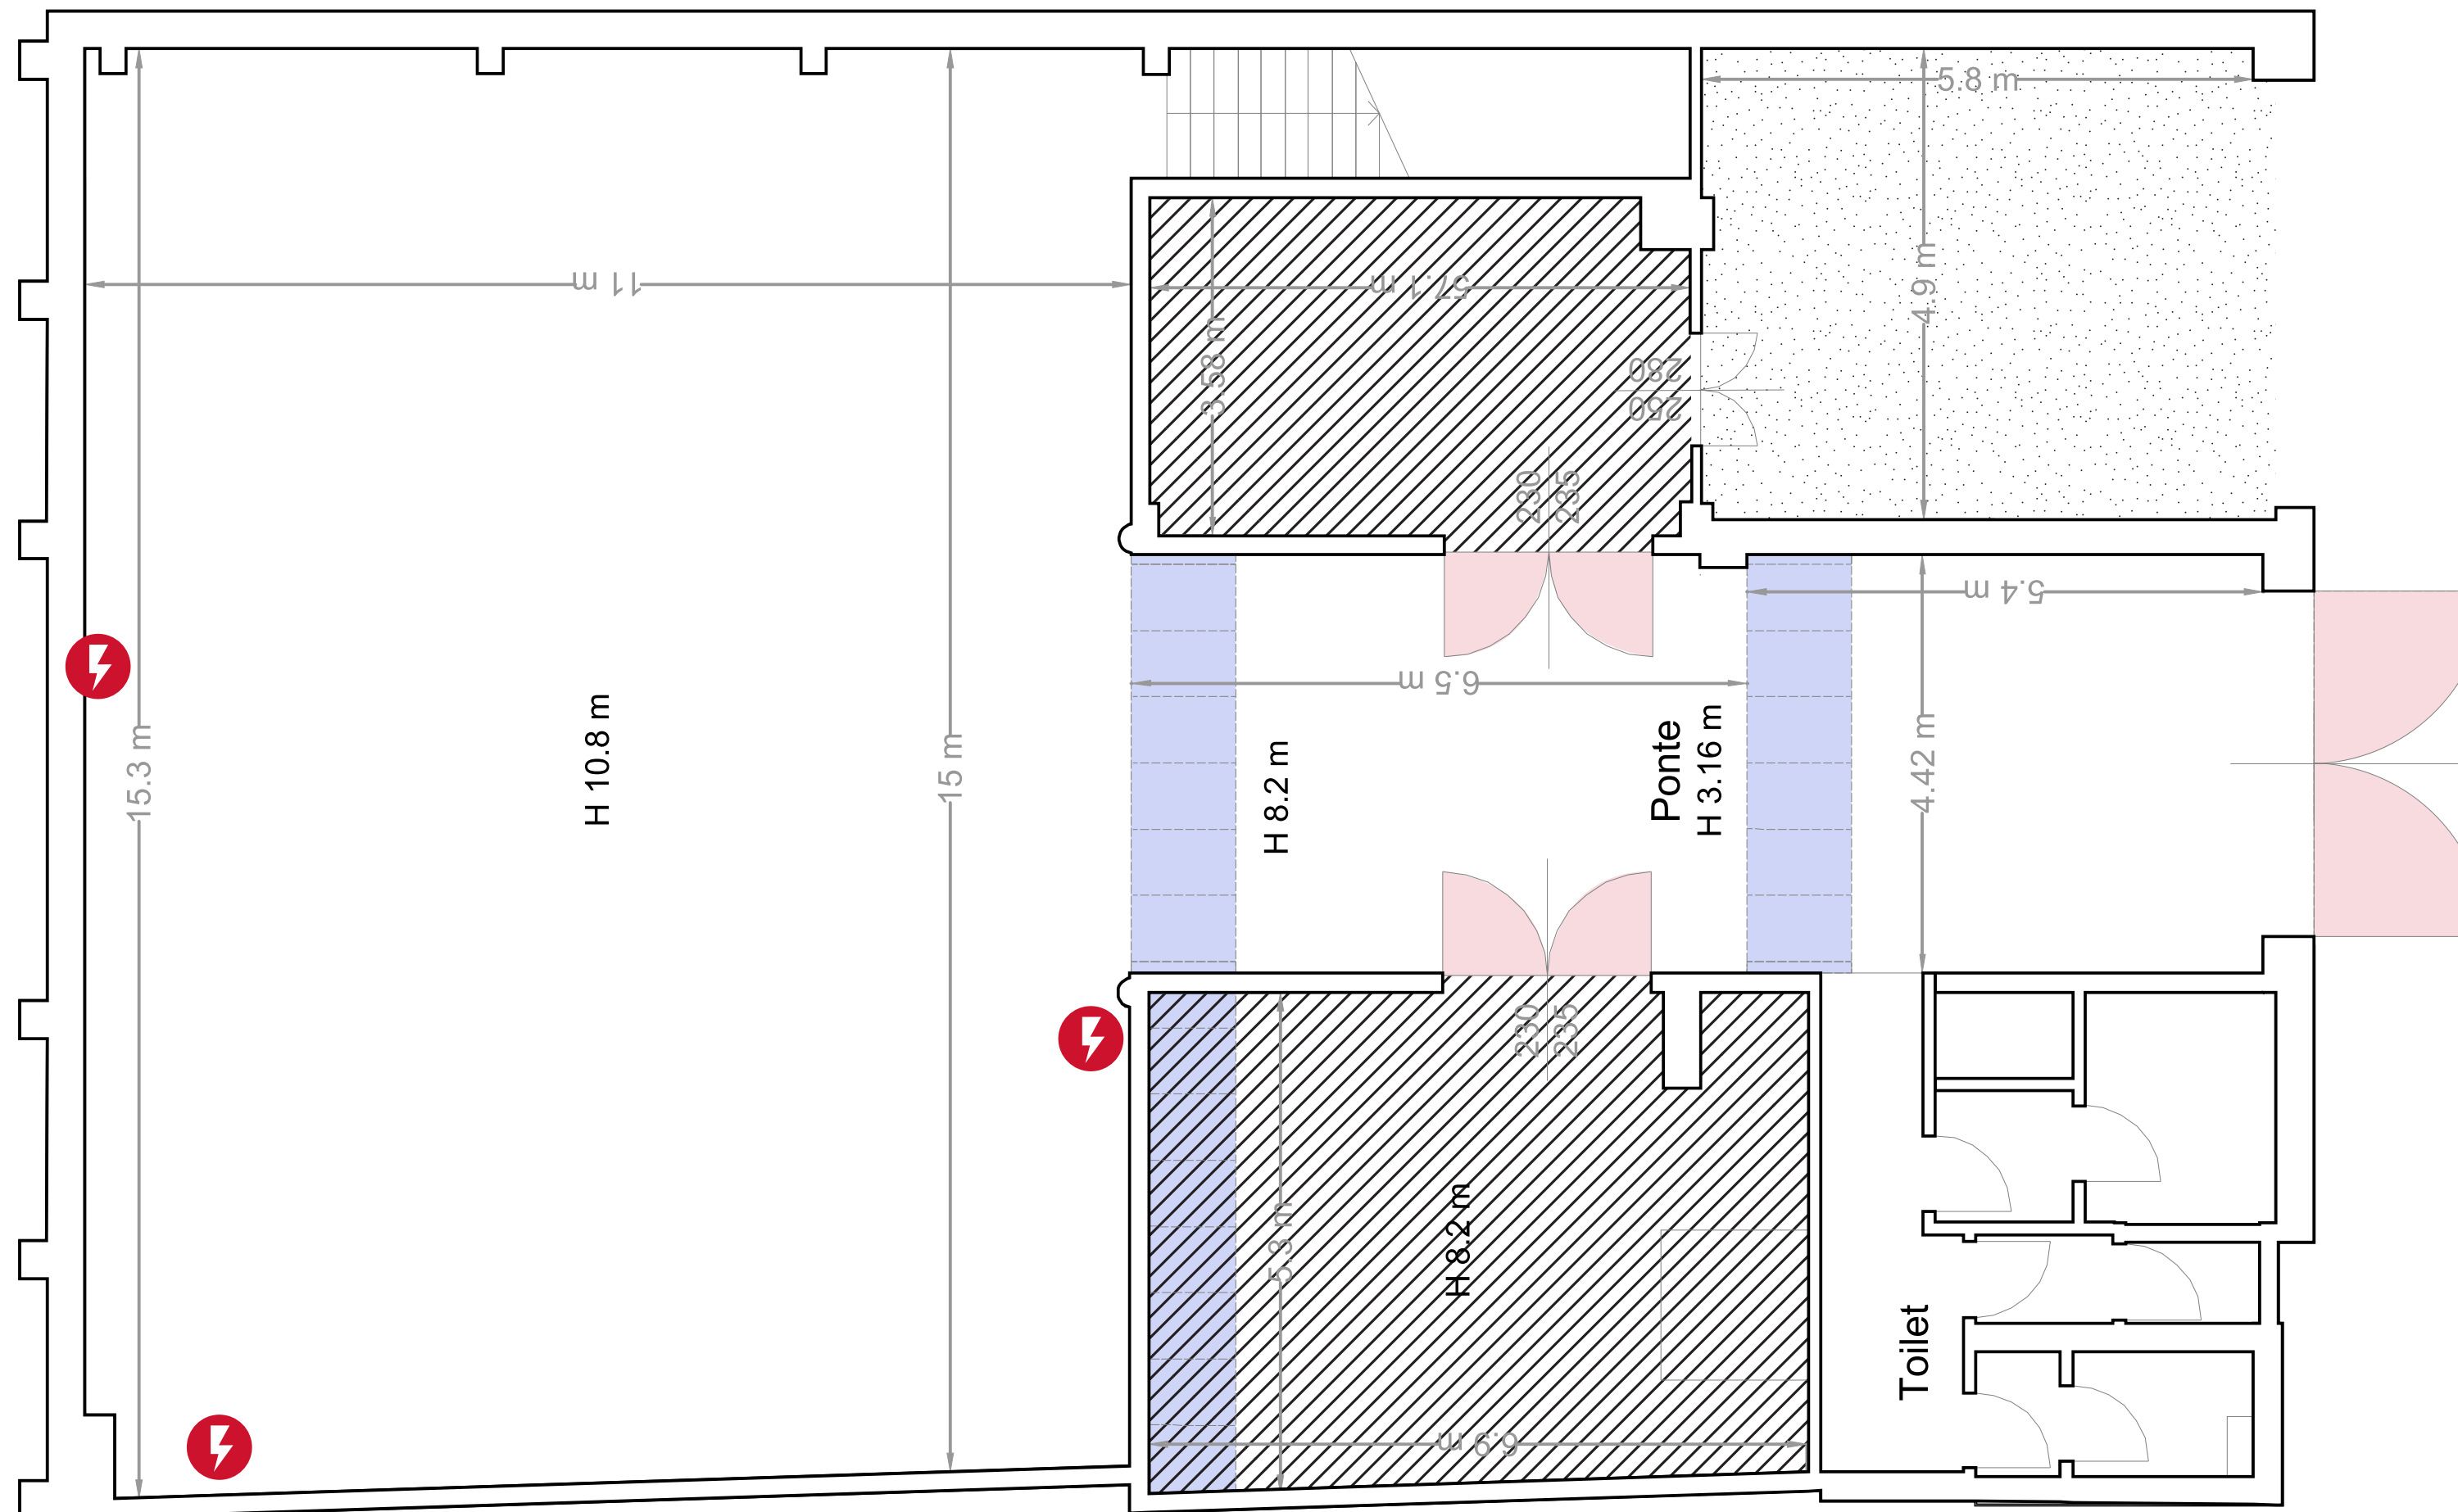 5.8 m
4.9 m
11 m
57.1 m
3.58 m
280
250
230
235
5.4 m
6.5 m
15.3 m
H 10.8 m
15 m
H 8.2 m
Ponte
H 3.16 m
4.42 m
230
235
5.3 m
H 8.2 m
Toilet
6.9 m